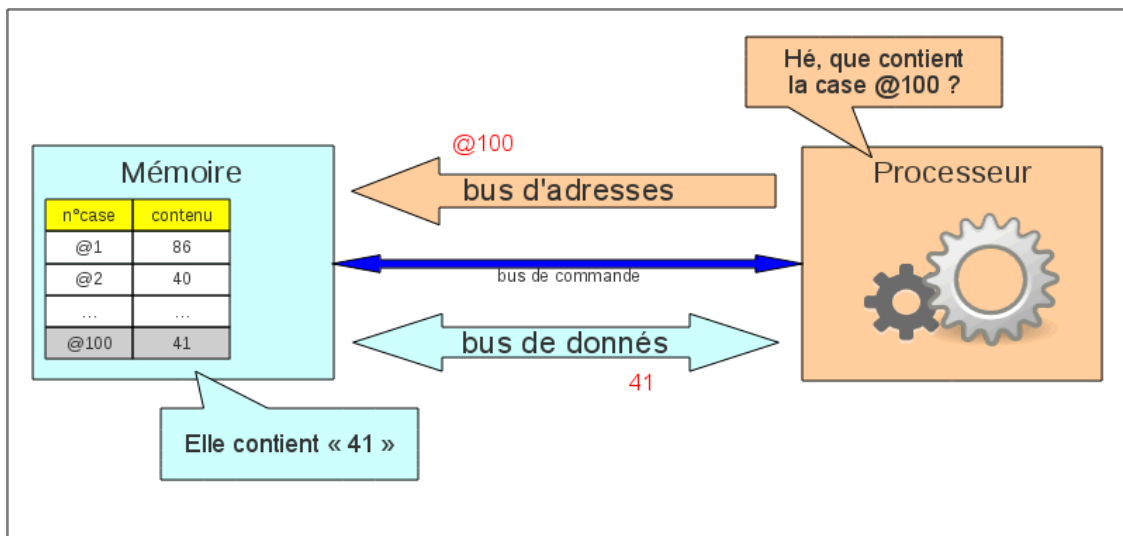 Hé, que contient
la case @100 ?
@100
Mémoire
bus d'adresses
Processeur
n°case contenu
@1 86
@2 40
... ...
@100 41
bus de commande
bus de donnés
41
Elle contient « 41 »